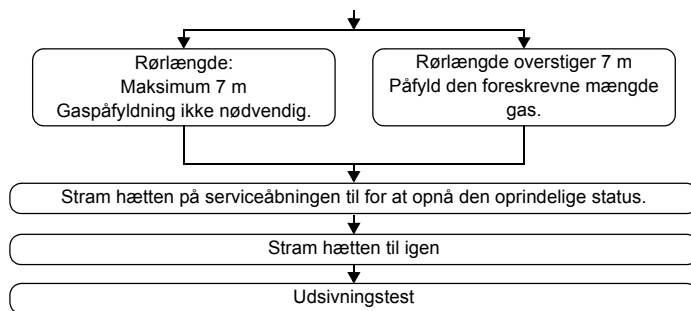 Rørlængde:
Maksimum 7 m
Gaspåfyldning ikke nødvendig.
Rørlængde overstiger 7 m
Påfyld den foreskrevne mængde
gas.
Stram hætten på serviceåbningen til for at opnå den oprindelige status.
Stram hætten til igen
Udsivningstest